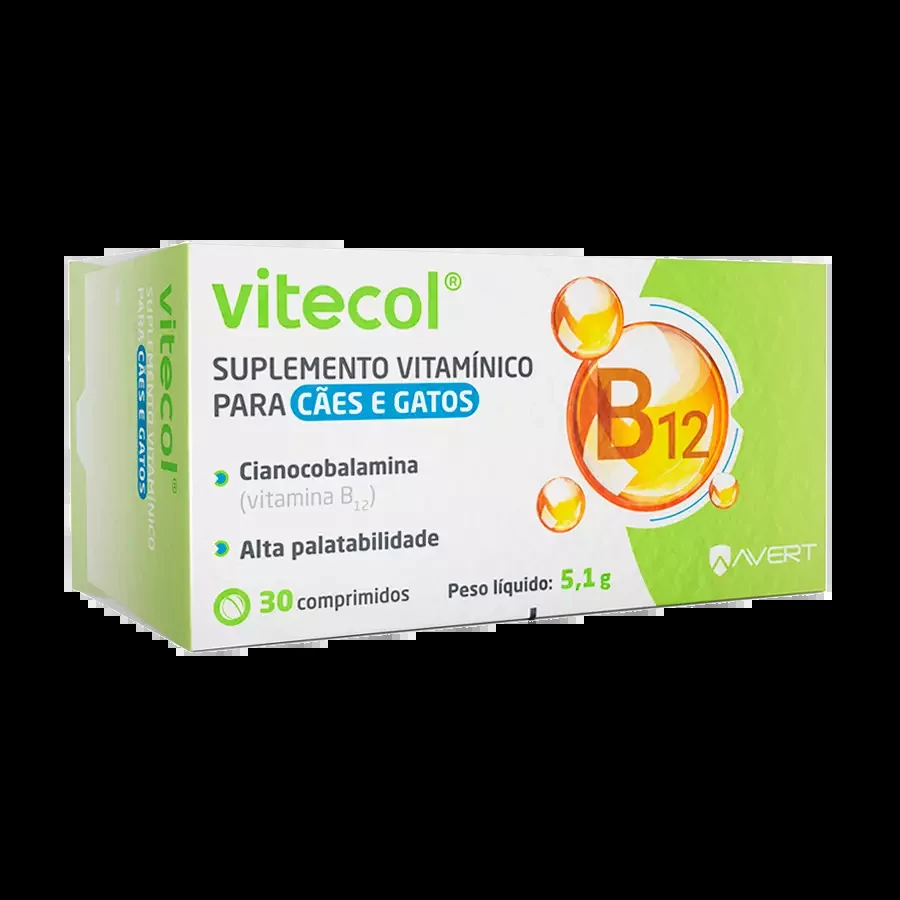 vitecol®
SUPLEMENTO VITAMÍNICO
PARA CÃES E GATOS
Cianocobalamina
(vitamina B12)
Alta palatabilidade
30 comprimidos
Peso líquido: 5,1 g
B12
AVERT
vitecol®
SUPLEMENTO VITAMÍNICO
PARA CÃES E GATOS